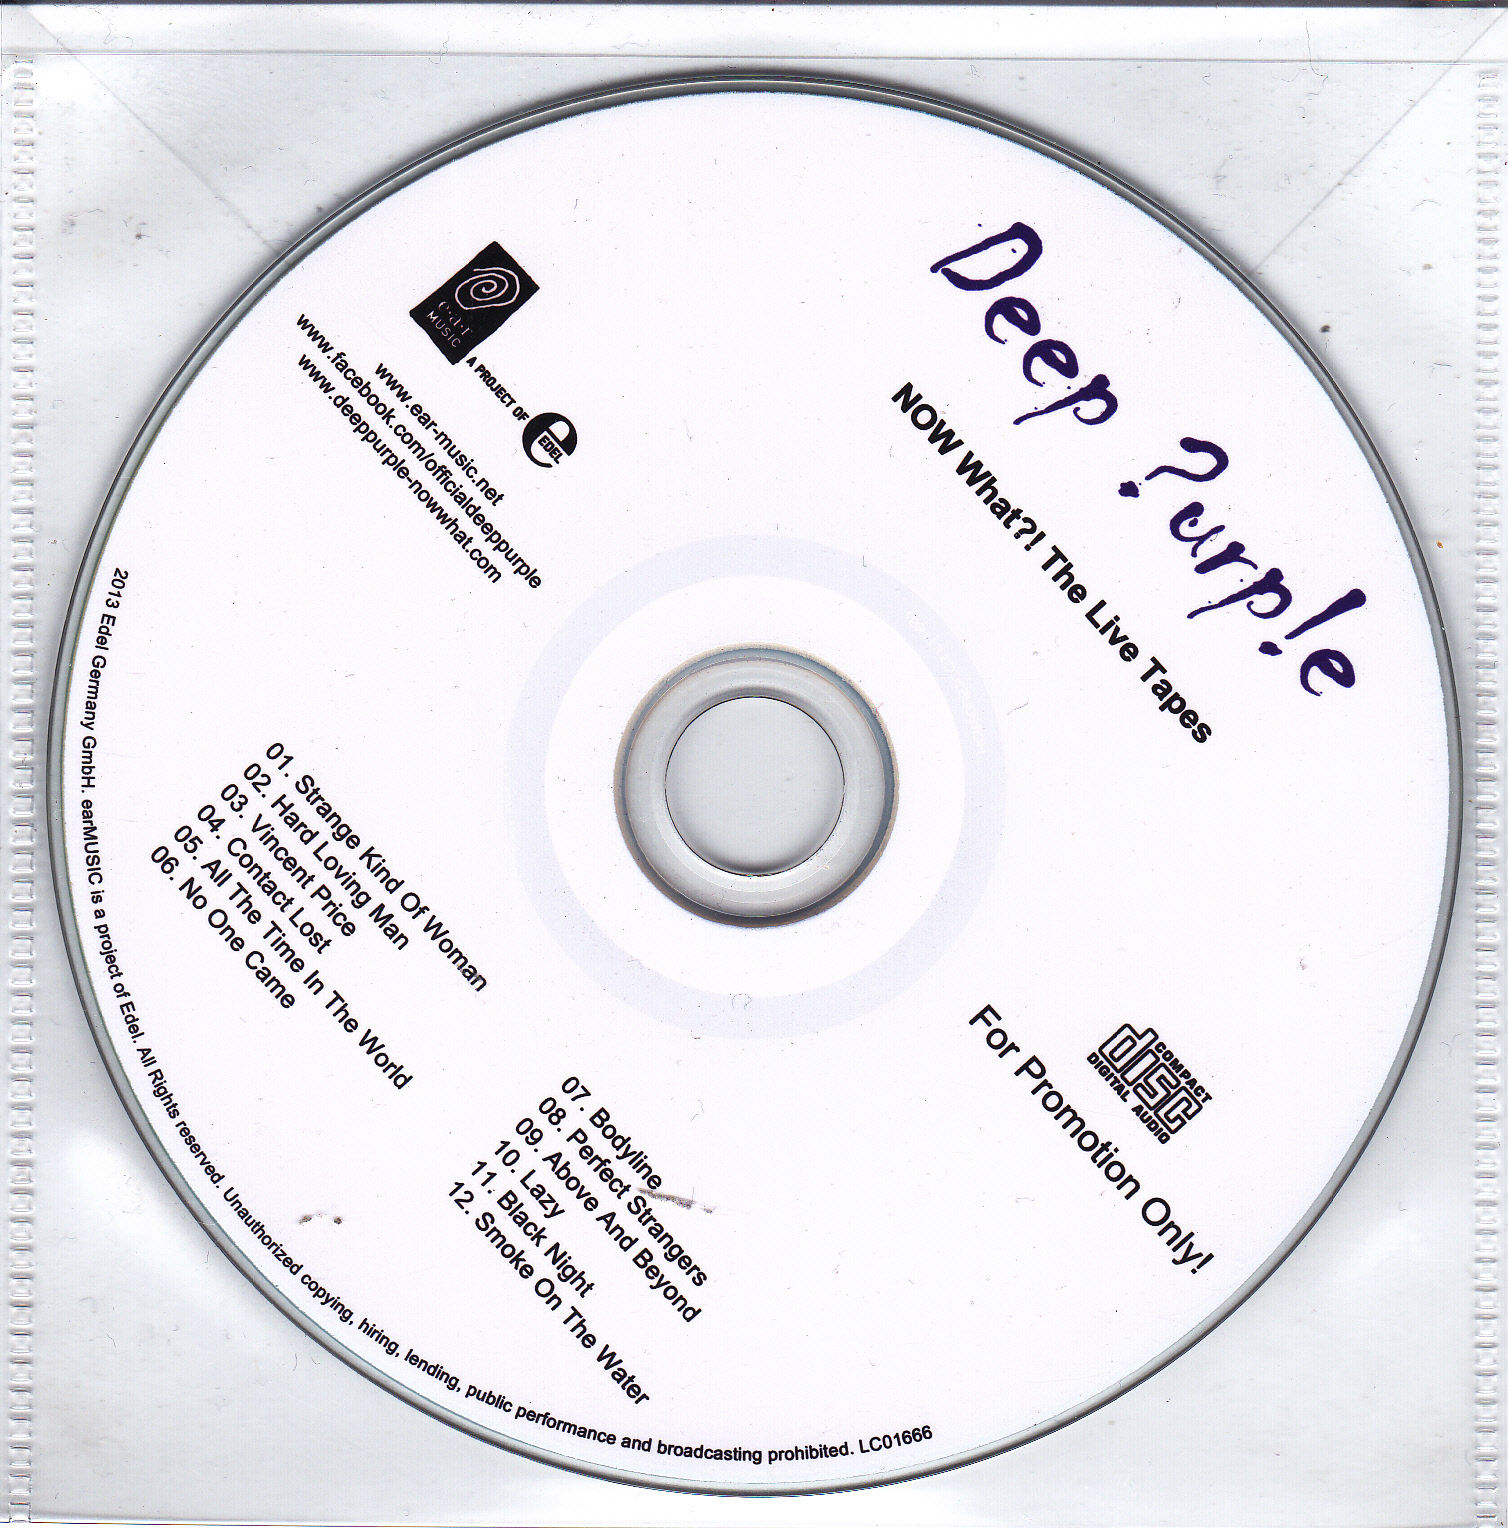 Deep ?urp!e
NOW What?! The Live Tapes
ear
MUSIC
A PROJECT OF
e
EDEL
www.ear-music.net
www.facebook.com/officialdeeppurple
www.deeppurple-nowwhat.com
01. Strange Kind Of Woman
02. Hard Loving Man
03. Vincent Price
04. Contact Lost
05. All The Time In The World
06. No One Came
07. Bodyline
08. Perfect Strangers
09. Above And Beyond
10. Lazy
11. Black Night
12. Smoke On The Water
COMPACT
disc
DIGITAL AUDIO
For Promotion Only!
2013 Edel Germany GmbH. earMUSIC is a project of Edel. All Rights reserved. Unauthorized copying, hiring, lending, public performance and broadcasting prohibited. LC01666